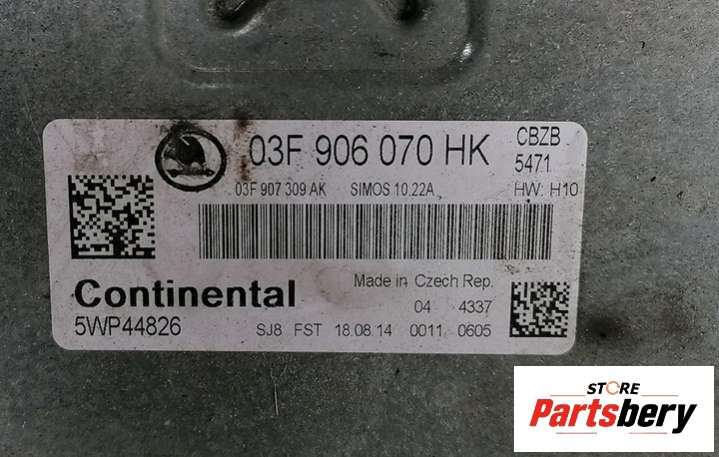 03F 906 070 HK CBZB
5471
03F 907 309 AK SIMOS 10.22A HW: H10
Continental Made in Czech Rep.
04 4337
5WP44826 SJ8 FST 18.08.14 0011 0605
STORE
Partsbery